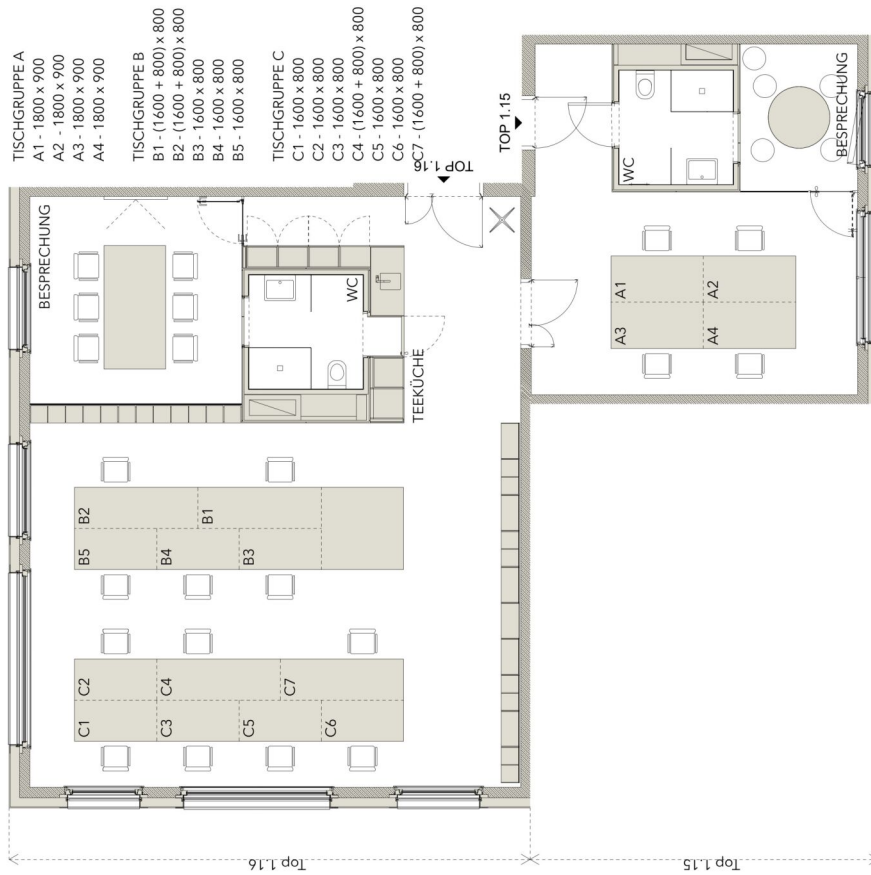 TISCHGRUPPE A
A1 - 1800 x 900
A2 - 1800 x 900
A3 - 1800 x 900
A4 - 1800 x 900
TISCHGRUPPE B
B1 - (1600 + 800) x 800
B2 - (1600 + 800) x 800
B3 - 1600 x 800
B4 - 1600 x 800
B5 - 1600 x 800
TISCHGRUPPE C
C1 - 1600 x 800
C2 - 1600 x 800
C3 - 1600 x 800
C4 - (1600 + 800) x 800
C5 - 1600 x 800
C6 - 1600 x 800
C7 - (1600 + 800) x 800
BESPRECHUNG
WC
TEEKÜCHE
TOP 1.16
TOP 1.15
WC
BESPRECHUNG
B2
B1
B5
B4
B3
C2
C4
C7
C1
C3
C5
C6
A1
A2
A3
A4
Top 1.16
Top 1.15